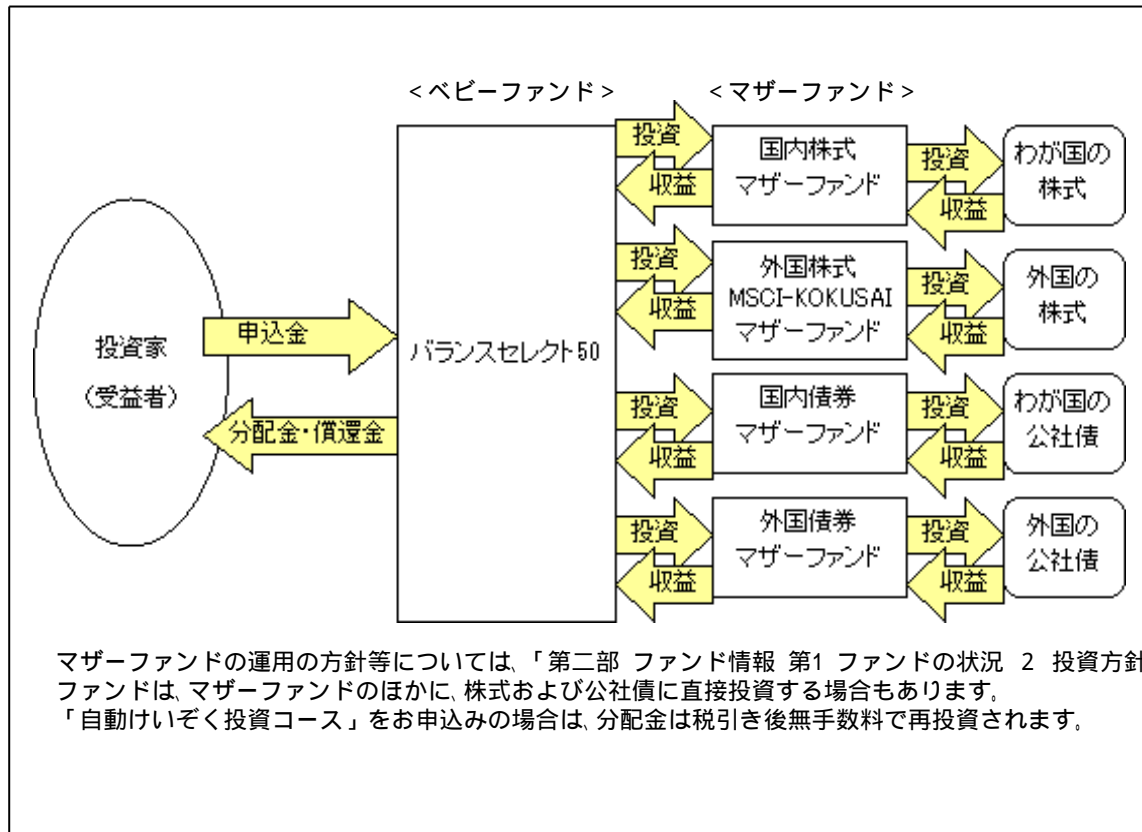 <ベビーファンド>
<マザーファンド>
投資家
(受益者)
申込金
分配金・償還金
バランスセレクト50
投資
収益
国内株式
マザーファンド
投資
収益
わが国の
株式
投資
収益
外国株式
MSCI-KOKUSAI
マザーファンド
投資
収益
外国の
株式
投資
収益
国内債券
マザーファンド
投資
収益
わが国の
公社債
投資
収益
外国債券
マザーファンド
投資
収益
外国の
公社債
マザーファンドの運用の方針等については、「第二部 ファンド情報 第1 ファンドの状況 2 投資方針
ファンドは、マザーファンドのほかに、株式および公社債に直接投資する場合もあります。
「自動けいぞく投資コース」をお申込みの場合は、分配金は税引き後無手数料で再投資されます。